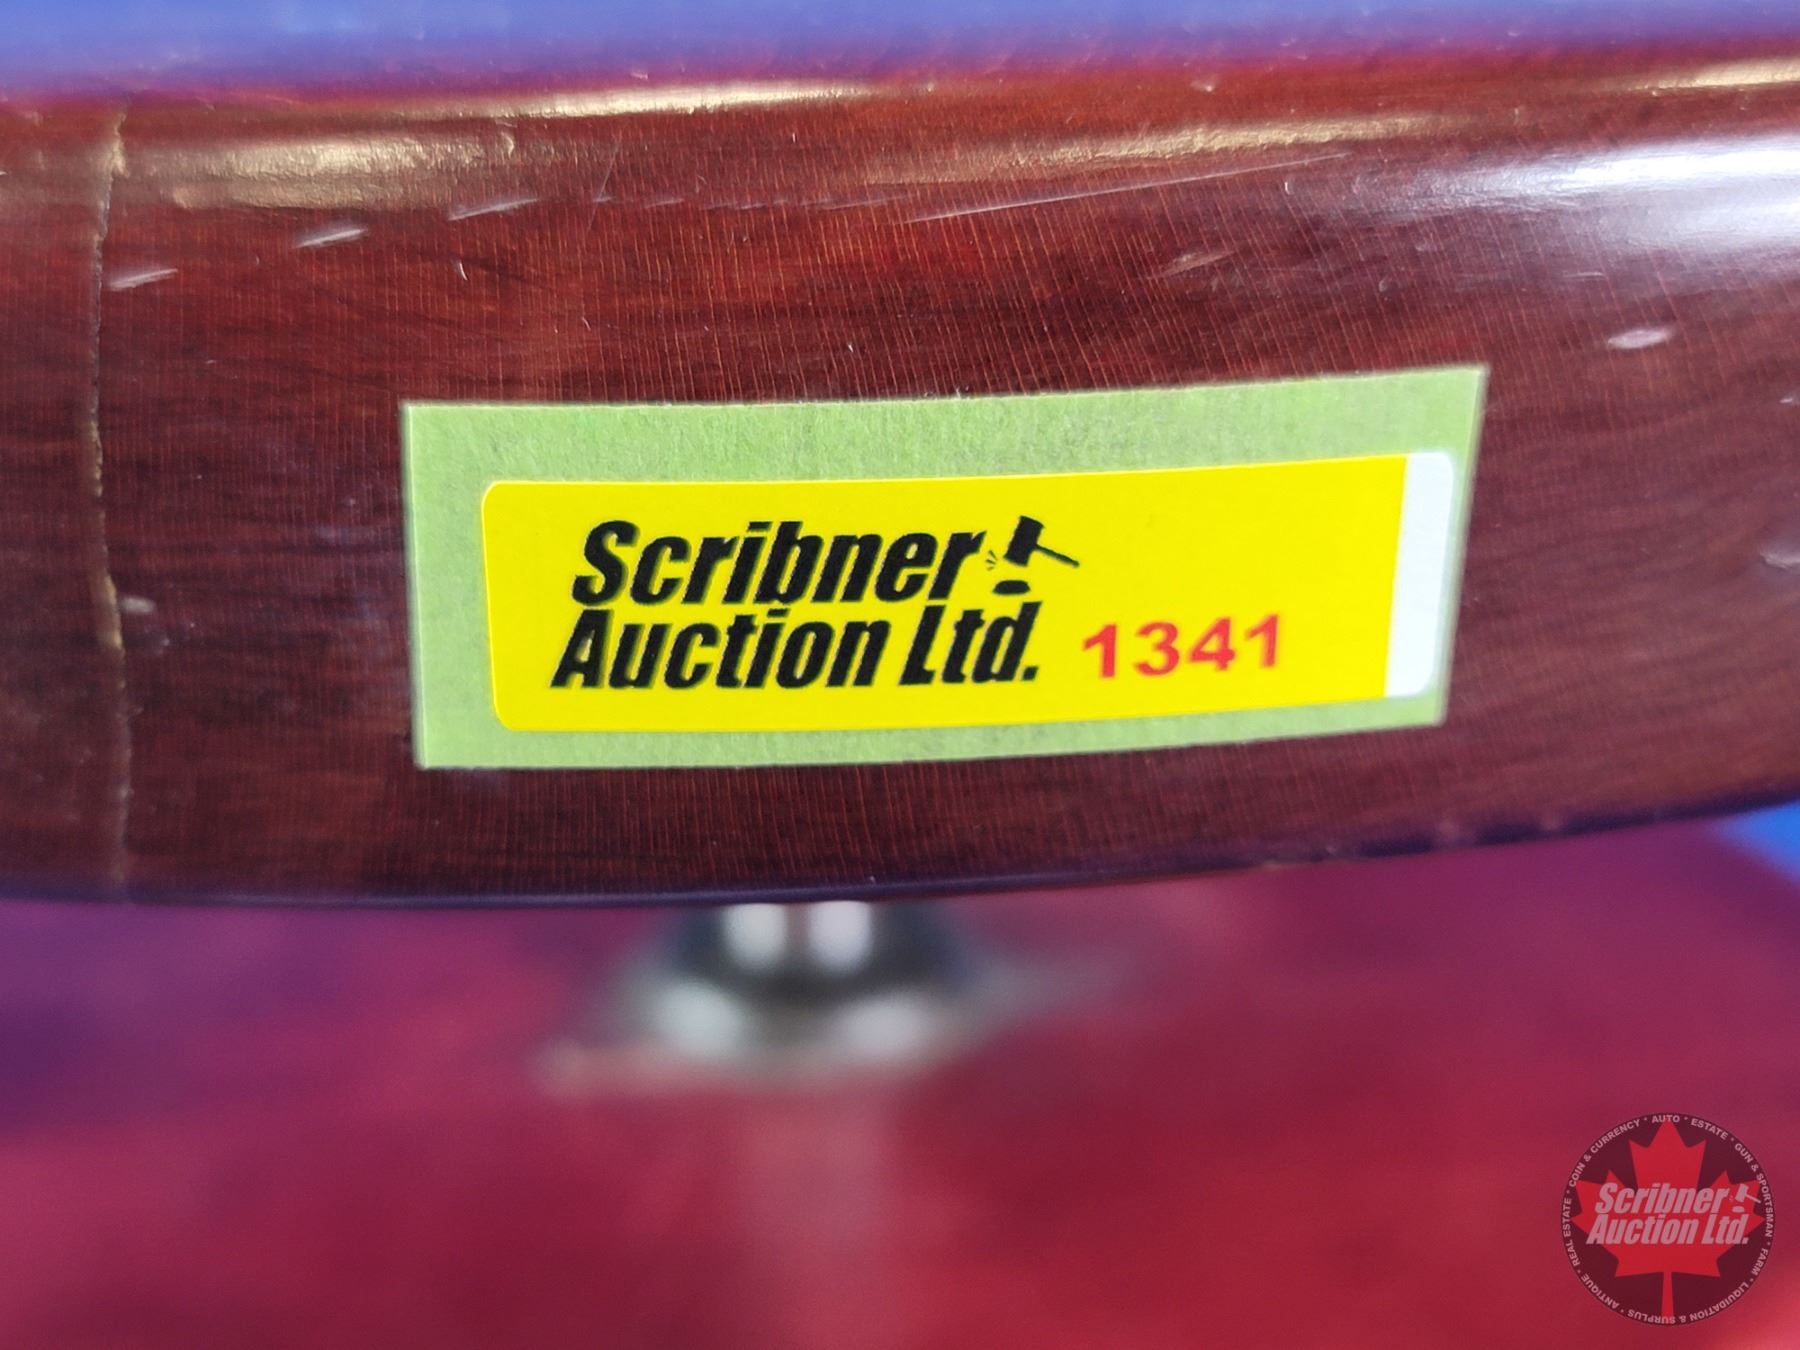 Scribner
Auction Ltd. 1341
COIN & CURRENCY * AUTO * ESTATE * GUN & SPORTSMAN * FARM * LIQUIDATION & SURPLUS * ANTIQUE * REAL ESTATE *
Scribner
Auction Ltd.